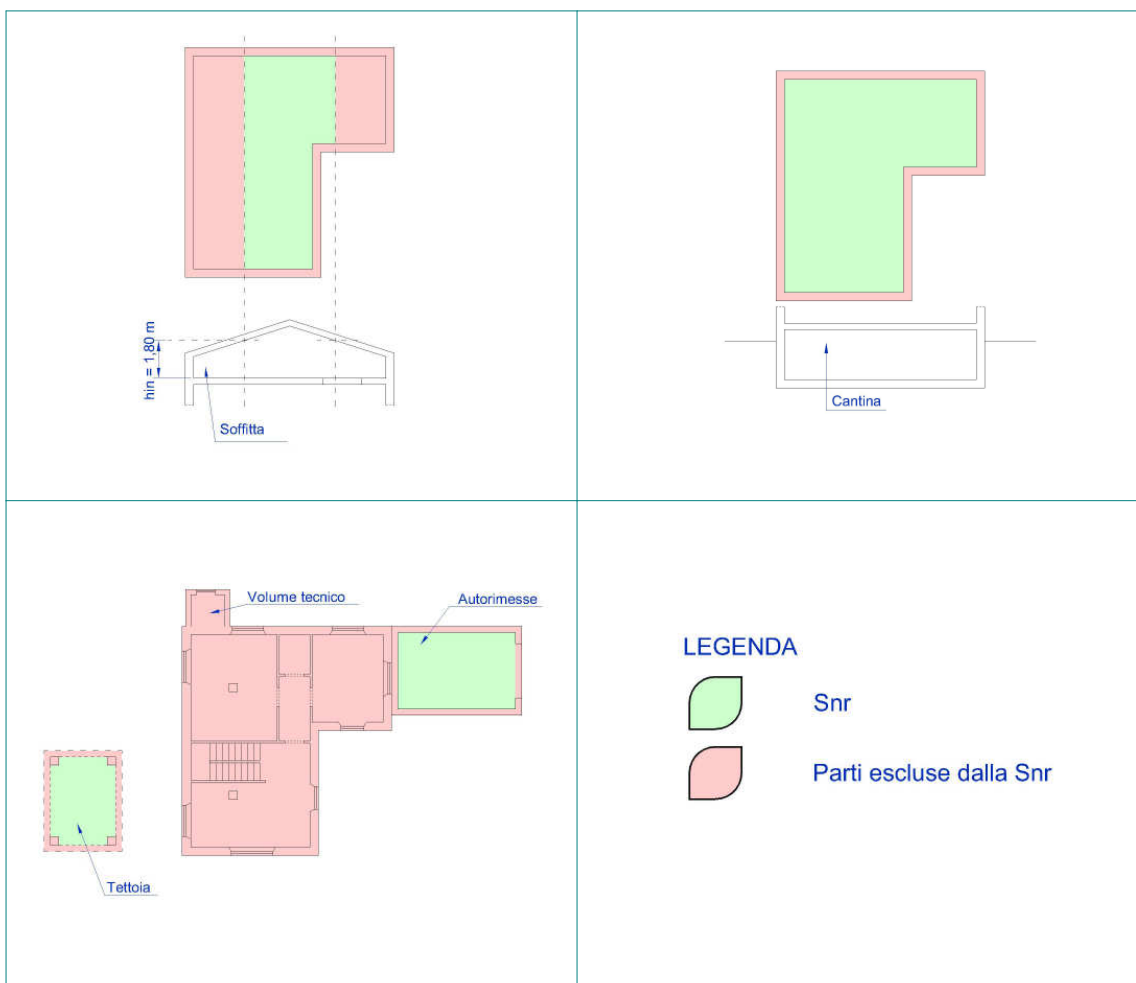 hin = 1,80 m
Soffitta
Cantina
Volume tecnico
Autorimesse
Tettoia
LEGENDA
Snr
Parti escluse dalla Snr